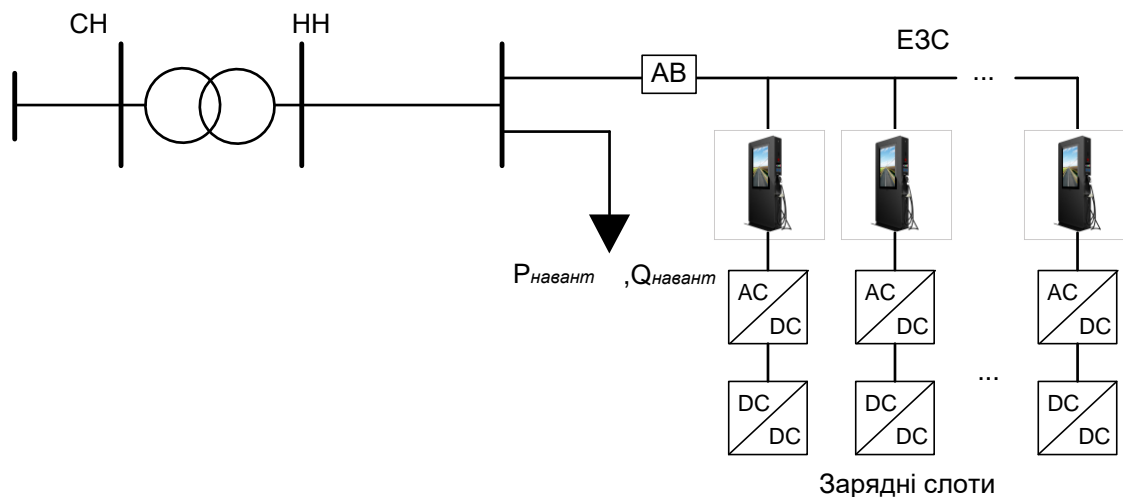 СН
НН
ЕЗС
АВ
...
Pнавант ,Qнавант
AC
DC
AC
DC
AC
DC
...
DC
DC
DC
DC
DC
DC
Зарядні слоти